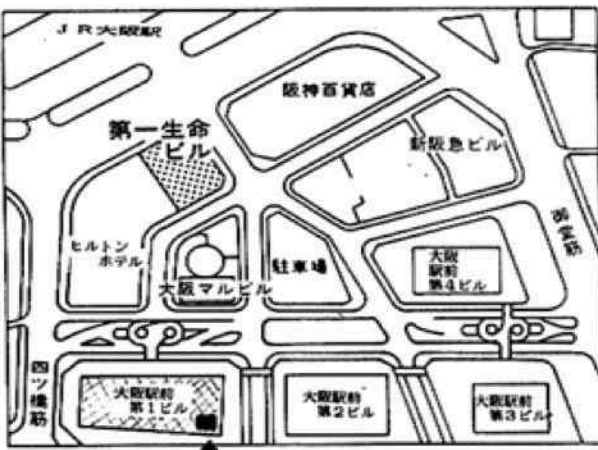 JR大阪駅
阪神百貨店
第一生命
ビル
新阪急ビル
御堂筋
ヒルトン
ホテル
大阪マルビル
駐車場
大阪
駅前
第4ビル
四ツ橋筋
大阪駅前
第1ビル
大阪駅前
第2ビル
大阪駅前
第3ビル